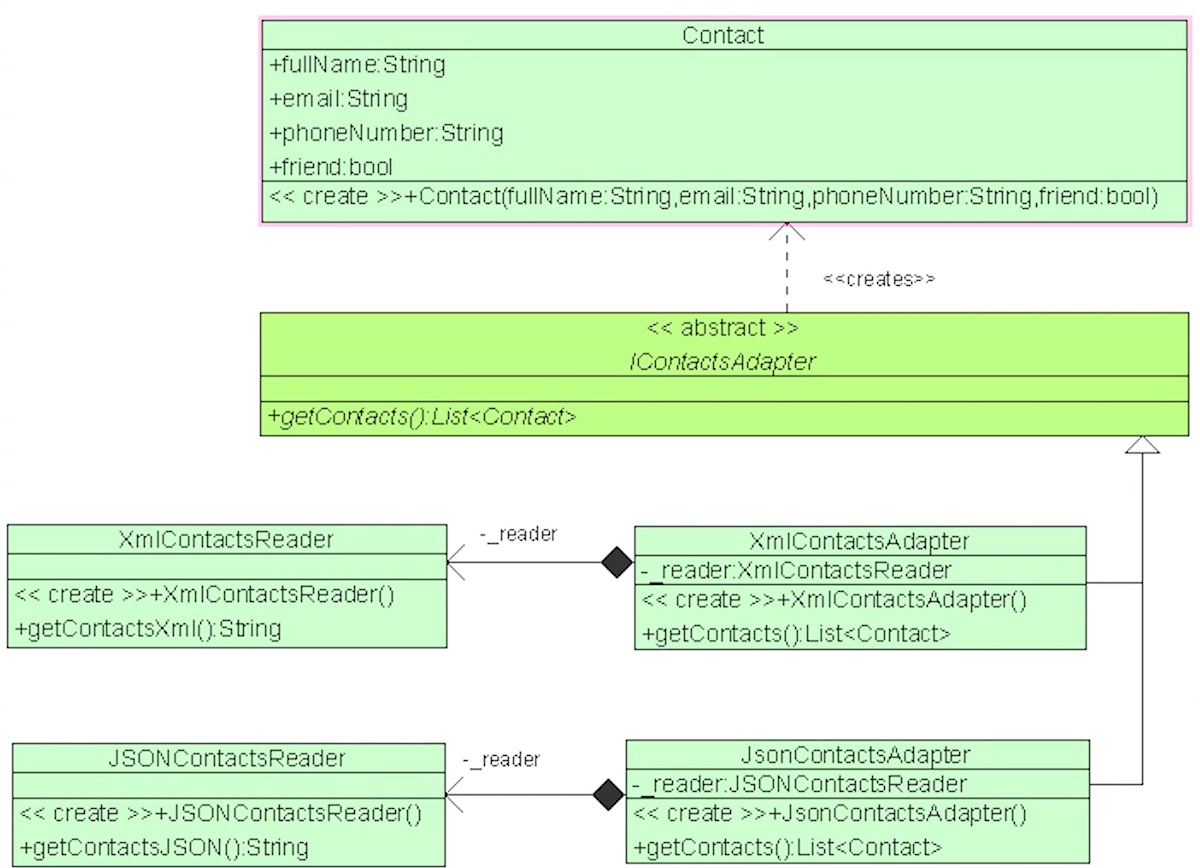 Contact
+fullName:String
+email:String
+phoneNumber:String
+friend:bool
<< create >>+Contact(fullName:String,email:String,phoneNumber:String,friend:bool)
<<creates>>
<< abstract >>
IContactsAdapter
+getContacts():List<Contact>
XmlContactsReader
<< create >>+XmlContactsReader()
+getContactsXml():String
-_reader
XmlContactsAdapter
-_reader:XmlContactsReader
<< create >>+XmlContactsAdapter()
+getContacts():List<Contact>
JSONContactsReader
<< create >>+JSONContactsReader()
+getContactsJSON():String
-_reader
JsonContactsAdapter
-_reader:JSONContactsReader
<< create >>+JsonContactsAdapter()
+getContacts():List<Contact>